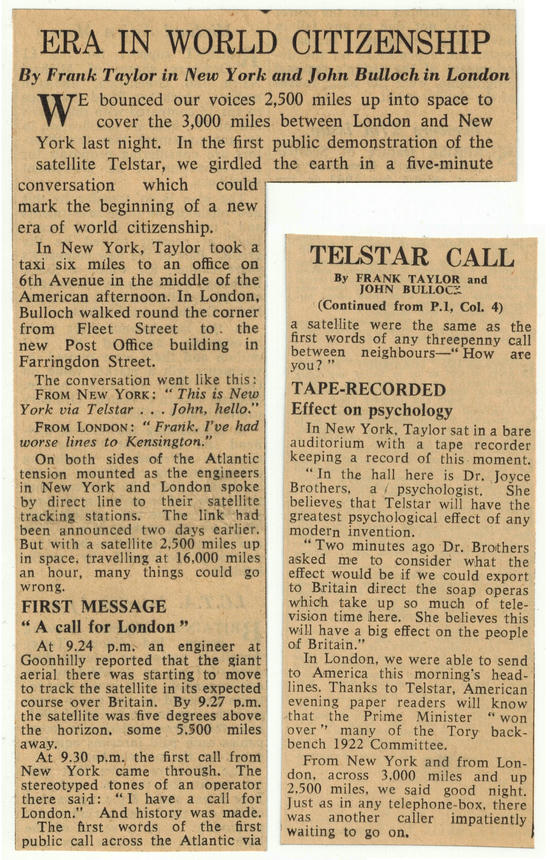 ERA IN WORLD CITIZENSHIP
By Frank Taylor in New York and John Bulloch in London
WE bounced our voices 2,500 miles up into space to
cover the 3,000 miles between London and New
York last night. In the first public demonstration of the
satellite Telstar, we girdled the earth in a five-minute
conversation which could
mark the beginning of a new
era of world citizenship.
In New York, Taylor took a
taxi six miles to an office on
6th Avenue in the middle of the
American afternoon. In London,
Bulloch walked round the corner
from Fleet Street to the
new Post Office building in
Farringdon Street.
The conversation went like this:
FROM NEW YORK: "This is New
York via Telstar . . . John, hello."
FROM LONDON: "Frank, I've had
worse lines to Kensington."
On both sides of the Atlantic
tension mounted as the engineers
in New York and London spoke
by direct line to their satellite
tracking stations. The link had
been announced two days earlier.
But with a satellite 2,500 miles up
in space, travelling at 16,000 miles
an hour, many things could go
wrong.
FIRST MESSAGE
"A call for London"
At 9.24 p.m. an engineer at
Goonhilly reported that the giant
aerial there was starting to move
to track the satellite in its expected
course over Britain. By 9.27 p.m.
the satellite was five degrees above
the horizon, some 5,500 miles
away.
At 9.30 p.m. the first call from
New York came through. The
stereotyped tones of an operator
there said: "I have a call for
London." And history was made.
The first words of the first
public call across the Atlantic via
TELSTAR CALL
By FRANK TAYLOR and
JOHN BULLOCH
(Continued from P.1, Col. 4)
a satellite were the same as the
first words of any threepenny call
between neighbours—"How are
you?"
TAPE-RECORDED
Effect on psychology
In New York, Taylor sat in a bare
auditorium with a tape recorder
keeping a record of this moment.
"In the hall here is Dr. Joyce
Brothers, a psychologist. She
believes that Telstar will have the
greatest psychological effect of any
modern invention.
"Two minutes ago Dr. Brothers
asked me to consider what the
effect would be if we could export
to Britain direct the soap operas
which take up so much of tele-
vision time here. She believes this
will have a big effect on the people
of Britain."
In London, we were able to send
to America this morning's head-
lines. Thanks to Telstar, American
evening paper readers will know
that the Prime Minister "won
over" many of the Tory back-
bench 1922 Committee.
From New York and from Lon-
don, across 3,000 miles and up
2,500 miles, we said good night.
Just as in any telephone-box, there
was another caller impatiently
waiting to go on.